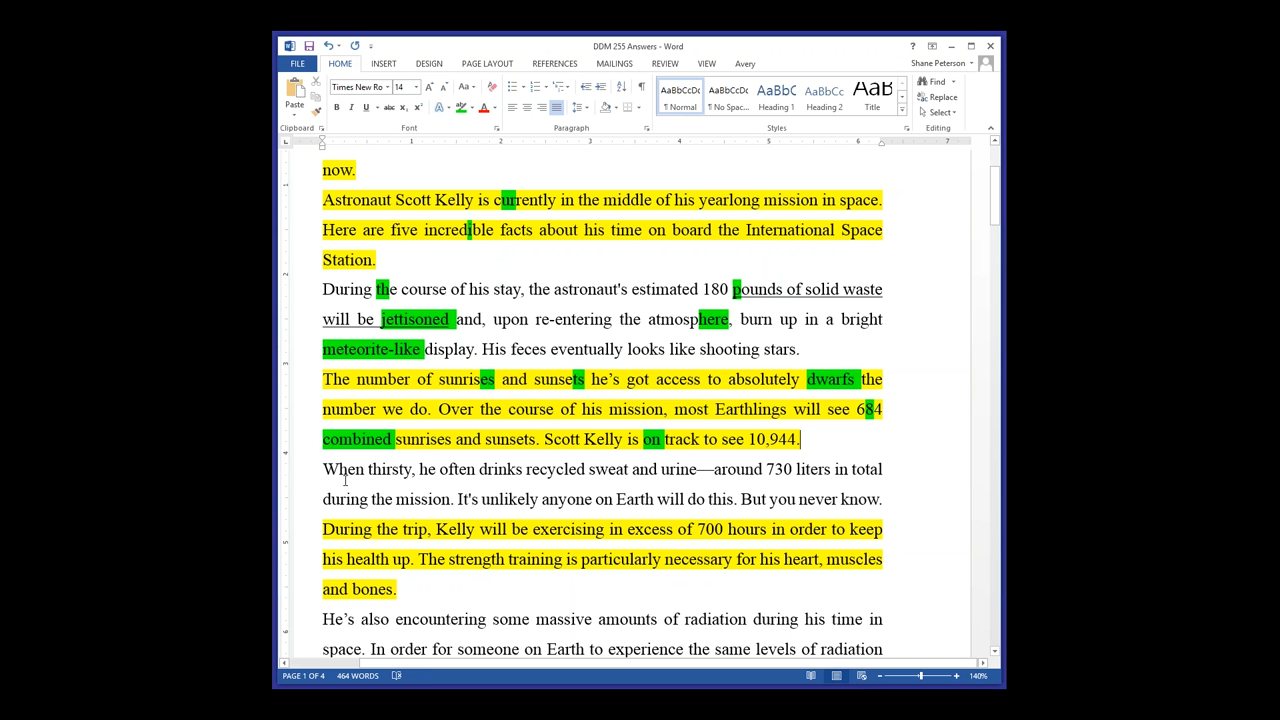 DDM 255 Answers - Word
FILE HOME INSERT DESIGN PAGE LAYOUT REFERENCES MAILINGS REVIEW VIEW Avery Shane Peterson
Times New Ro 14 Aa AaBbCcDc AaBbCcDc AaBbC AaBbCc AaB Find
Paste B I U abc x₂ x² A ab A ¶ Normal ¶ No Spac... Heading 1 Heading 2 Title Replace
Select
Clipboard Font Paragraph Styles Editing
1 2 3 4 5 6 7
now.
Astronaut Scott Kelly is currently in the middle of his yearlong mission in space.
Here are five incredible facts about his time on board the International Space
Station.
During the course of his stay, the astronaut's estimated 180 pounds of solid waste
will be jettisoned and, upon re-entering the atmosphere, burn up in a bright
meteorite-like display. His feces eventually looks like shooting stars.
The number of sunrises and sunsets he’s got access to absolutely dwarfs the
number we do. Over the course of his mission, most Earthlings will see 684
combined sunrises and sunsets. Scott Kelly is on track to see 10,944.
When thirsty, he often drinks recycled sweat and urine—around 730 liters in total
during the mission. It's unlikely anyone on Earth will do this. But you never know.
During the trip, Kelly will be exercising in excess of 700 hours in order to keep
his health up. The strength training is particularly necessary for his heart, muscles
and bones.
He’s also encountering some massive amounts of radiation during his time in
space. In order for someone on Earth to experience the same levels of radiation
PAGE 1 OF 4 464 WORDS 140%